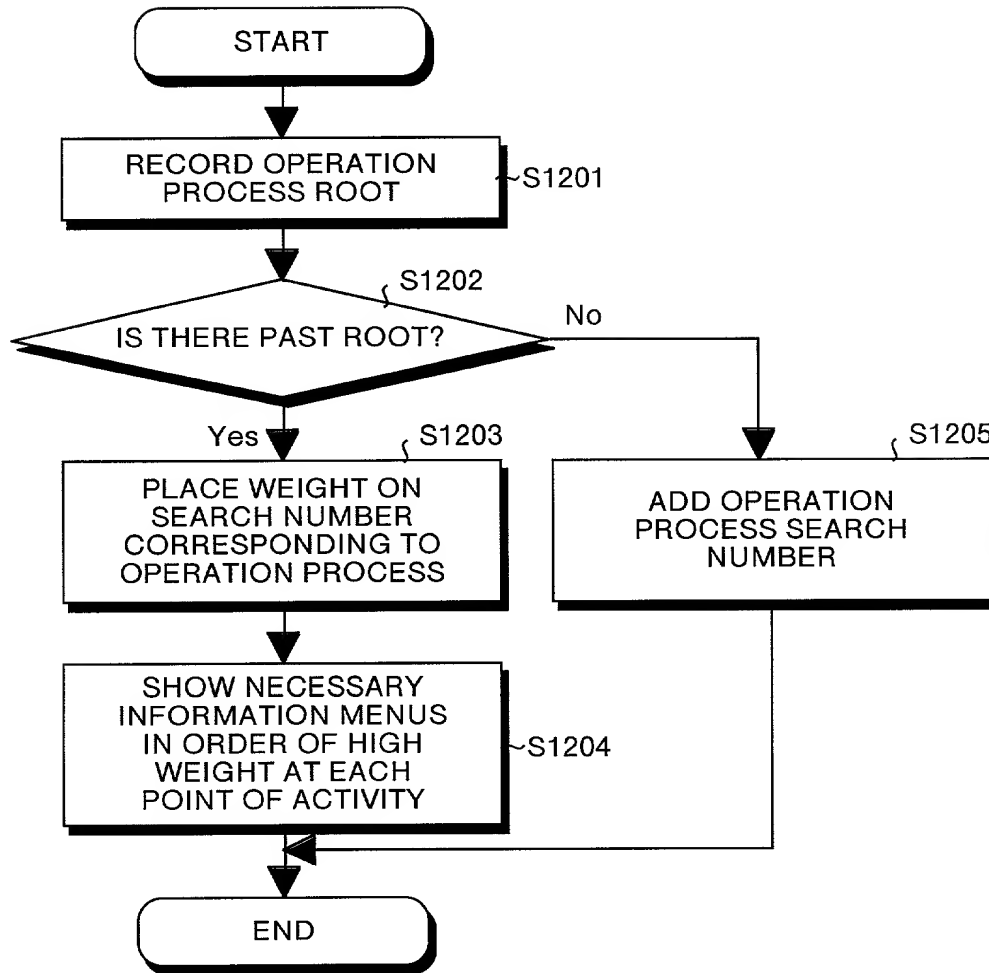 START
RECORD OPERATION
PROCESS ROOT
S1201
S1202
IS THERE PAST ROOT?
No
Yes
S1203
PLACE WEIGHT ON
SEARCH NUMBER
CORRESPONDING TO
OPERATION PROCESS
S1205
ADD OPERATION
PROCESS SEARCH
NUMBER
SHOW NECESSARY
INFORMATION MENUS
IN ORDER OF HIGH
WEIGHT AT EACH
POINT OF ACTIVITY
S1204
END